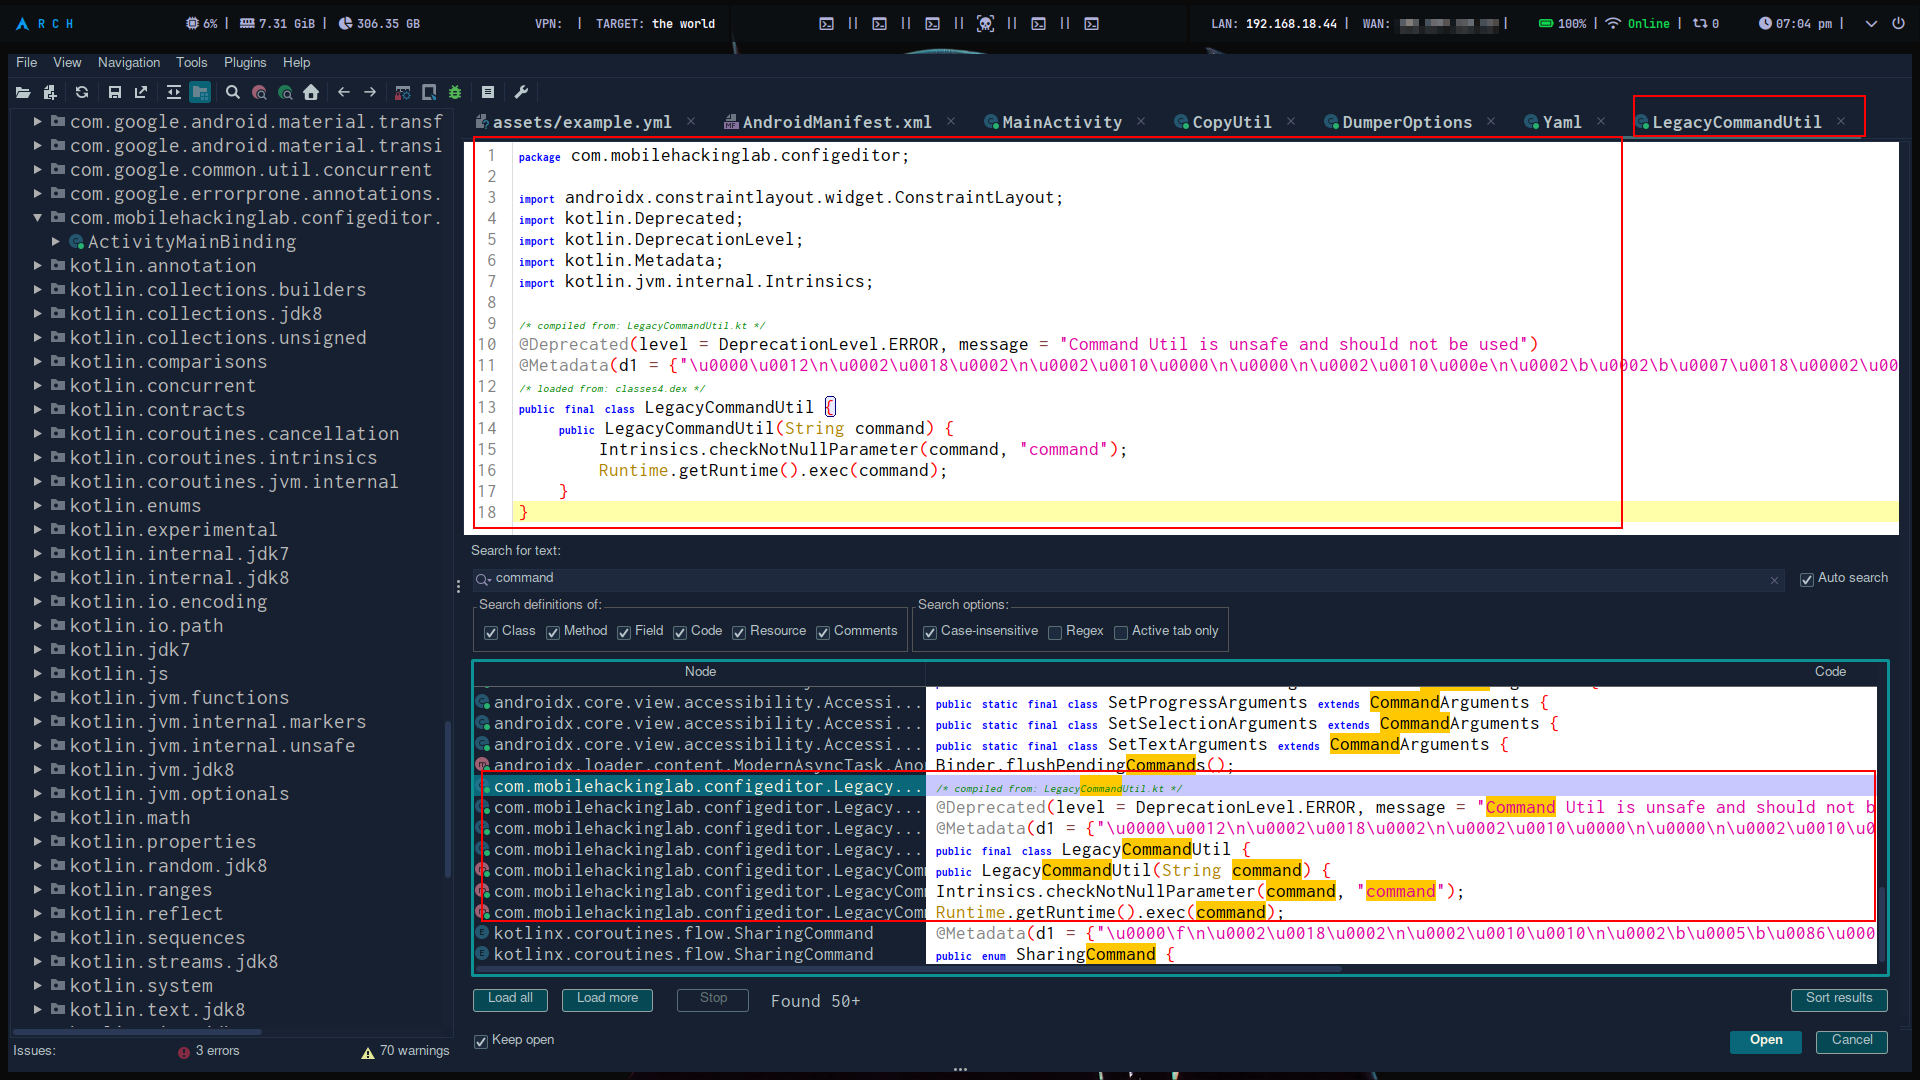 A R C H 6% | 7.31 GiB | 306.35 GB VPN: | TARGET: the world || || || || || LAN: 192.168.18.44 | WAN: | 100% | Online | 0 07:04 pm |
File View Navigation Tools Plugins Help
assets/example.yml × AndroidManifest.xml × MainActivity × CopyUtil × DumperOptions × Yaml × LegacyCommandUtil ×
com.google.android.material.transf
com.google.android.material.transi
com.google.common.util.concurrent
com.google.errorprone.annotations.
com.mobilehackinglab.configeditor.
ActivityMainBinding
kotlin.annotation
kotlin.collections.builders
kotlin.collections.jdk8
kotlin.collections.unsigned
kotlin.comparisons
kotlin.concurrent
kotlin.contracts
kotlin.coroutines.cancellation
kotlin.coroutines.intrinsics
kotlin.coroutines.jvm.internal
kotlin.enums
kotlin.experimental
kotlin.internal.jdk7
kotlin.internal.jdk8
kotlin.io.encoding
kotlin.io.path
kotlin.jdk7
kotlin.js
kotlin.jvm.functions
kotlin.jvm.internal.markers
kotlin.jvm.internal.unsafe
kotlin.jvm.jdk8
kotlin.jvm.optionals
kotlin.math
kotlin.properties
kotlin.random.jdk8
kotlin.ranges
kotlin.reflect
kotlin.sequences
kotlin.streams.jdk8
kotlin.system
kotlin.text.jdk8
Issues: 3 errors 70 warnings
1 package com.mobilehackinglab.configeditor;
2
3 import androidx.constraintlayout.widget.ConstraintLayout;
4 import kotlin.Deprecated;
5 import kotlin.DeprecationLevel;
6 import kotlin.Metadata;
7 import kotlin.jvm.internal.Intrinsics;
8
9 /* compiled from: LegacyCommandUtil.kt */
10 @Deprecated(level = DeprecationLevel.ERROR, message = "Command Util is unsafe and should not be used")
11 @Metadata(d1 = {"\u0000\u0012\n\u0002\u0018\u0002\n\u0002\u0010\u0000\n\u0000\n\u0002\u0010\u000e\n\u0002\b\u0002\b\u0007\u0018\u00002\u00
12 /* loaded from: classes4.dex */
13 public final class LegacyCommandUtil {
14 public LegacyCommandUtil(String command) {
15 Intrinsics.checkNotNullParameter(command, "command");
16 Runtime.getRuntime().exec(command);
17 }
18 }
Search for text:
command × Auto search
Search definitions of: Search options:
Class Method Field Code Resource Comments Case-insensitive Regex Active tab only
Node Code
androidx.core.view.accessibility.Accessi... public static final class SetProgressArguments extends CommandArguments {
androidx.core.view.accessibility.Accessi... public static final class SetSelectionArguments extends CommandArguments {
androidx.core.view.accessibility.Accessi... public static final class SetTextArguments extends CommandArguments {
androidx.loader.content.ModernAsyncTask.Ano Binder.flushPendingCommands();
com.mobilehackinglab.configeditor.Legacy... /* compiled from: LegacyCommandUtil.kt */
com.mobilehackinglab.configeditor.Legacy... @Deprecated(level = DeprecationLevel.ERROR, message = "Command Util is unsafe and should not b
com.mobilehackinglab.configeditor.Legacy... @Metadata(d1 = {"\u0000\u0012\n\u0002\u0018\u0002\n\u0002\u0010\u0000\n\u0000\n\u0002\u0010\u0
com.mobilehackinglab.configeditor.Legacy... public final class LegacyCommandUtil {
com.mobilehackinglab.configeditor.LegacyCom public LegacyCommandUtil(String command) {
com.mobilehackinglab.configeditor.LegacyCom Intrinsics.checkNotNullParameter(command, "command");
com.mobilehackinglab.configeditor.LegacyCom Runtime.getRuntime().exec(command);
kotlinx.coroutines.flow.SharingCommand @Metadata(d1 = {"\u0000\f\n\u0002\u0018\u0002\n\u0002\u0010\u0010\n\u0002\b\u0005\b\u0086\u000
kotlinx.coroutines.flow.SharingCommand public enum SharingCommand {
Load all Load more Stop Found 50+ Sort results
Keep open Open Cancel